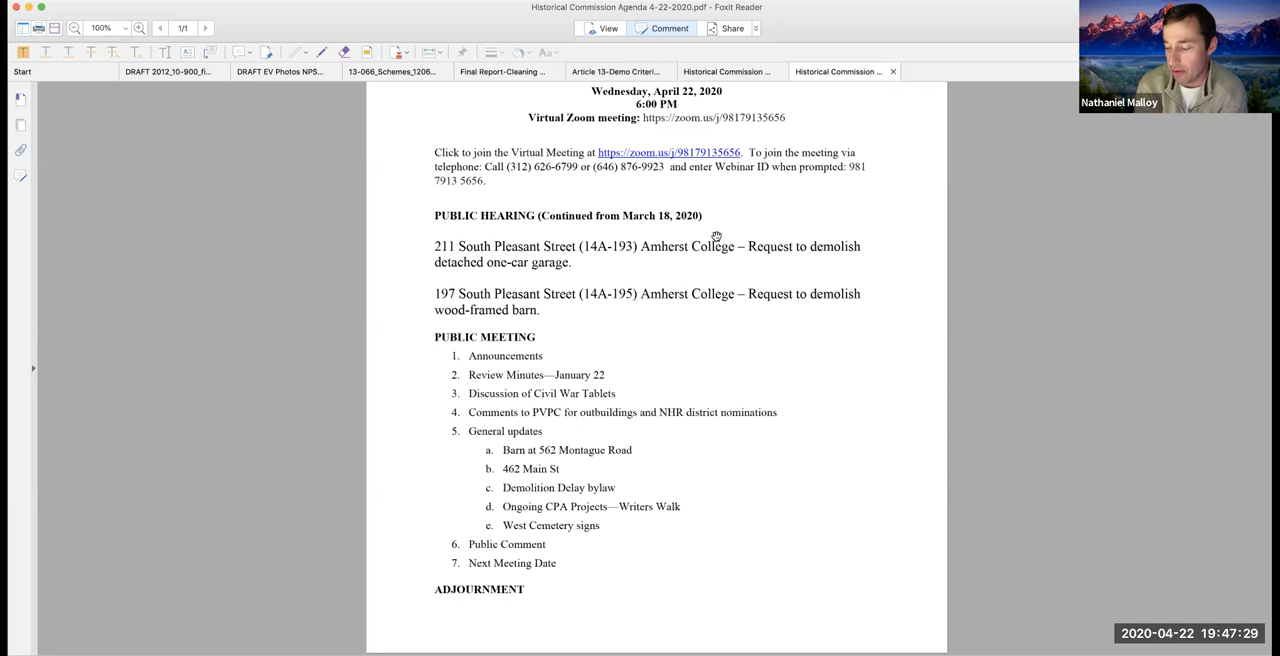 Historical Commission Agenda 4-22-2020.pdf - Foxit Reader
100%
1/1
View
Comment
Share
Start
DRAFT 2012_10-900_fi...
DRAFT EV Photos NPS...
13-066_Schemes_1206...
Final Report-Cleaning ...
Article 13-Demo Criteri...
Historical Commission ...
Historical Commission ...
Nathaniel Malloy
Wednesday, April 22, 2020
6:00 PM
Virtual Zoom meeting: https://zoom.us/j/98179135656
Click to join the Virtual Meeting at https://zoom.us/j/98179135656. To join the meeting via
telephone: Call (312) 626-6799 or (646) 876-9923 and enter Webinar ID when prompted: 981
7913 5656.
PUBLIC HEARING (Continued from March 18, 2020)
211 South Pleasant Street (14A-193) Amherst College – Request to demolish
detached one-car garage.
197 South Pleasant Street (14A-195) Amherst College – Request to demolish
wood-framed barn.
PUBLIC MEETING
1. Announcements
2. Review Minutes—January 22
3. Discussion of Civil War Tablets
4. Comments to PVPC for outbuildings and NHR district nominations
5. General updates
a. Barn at 562 Montague Road
b. 462 Main St
c. Demolition Delay bylaw
d. Ongoing CPA Projects—Writers Walk
e. West Cemetery signs
6. Public Comment
7. Next Meeting Date
ADJOURNMENT
2020-04-22 19:47:29